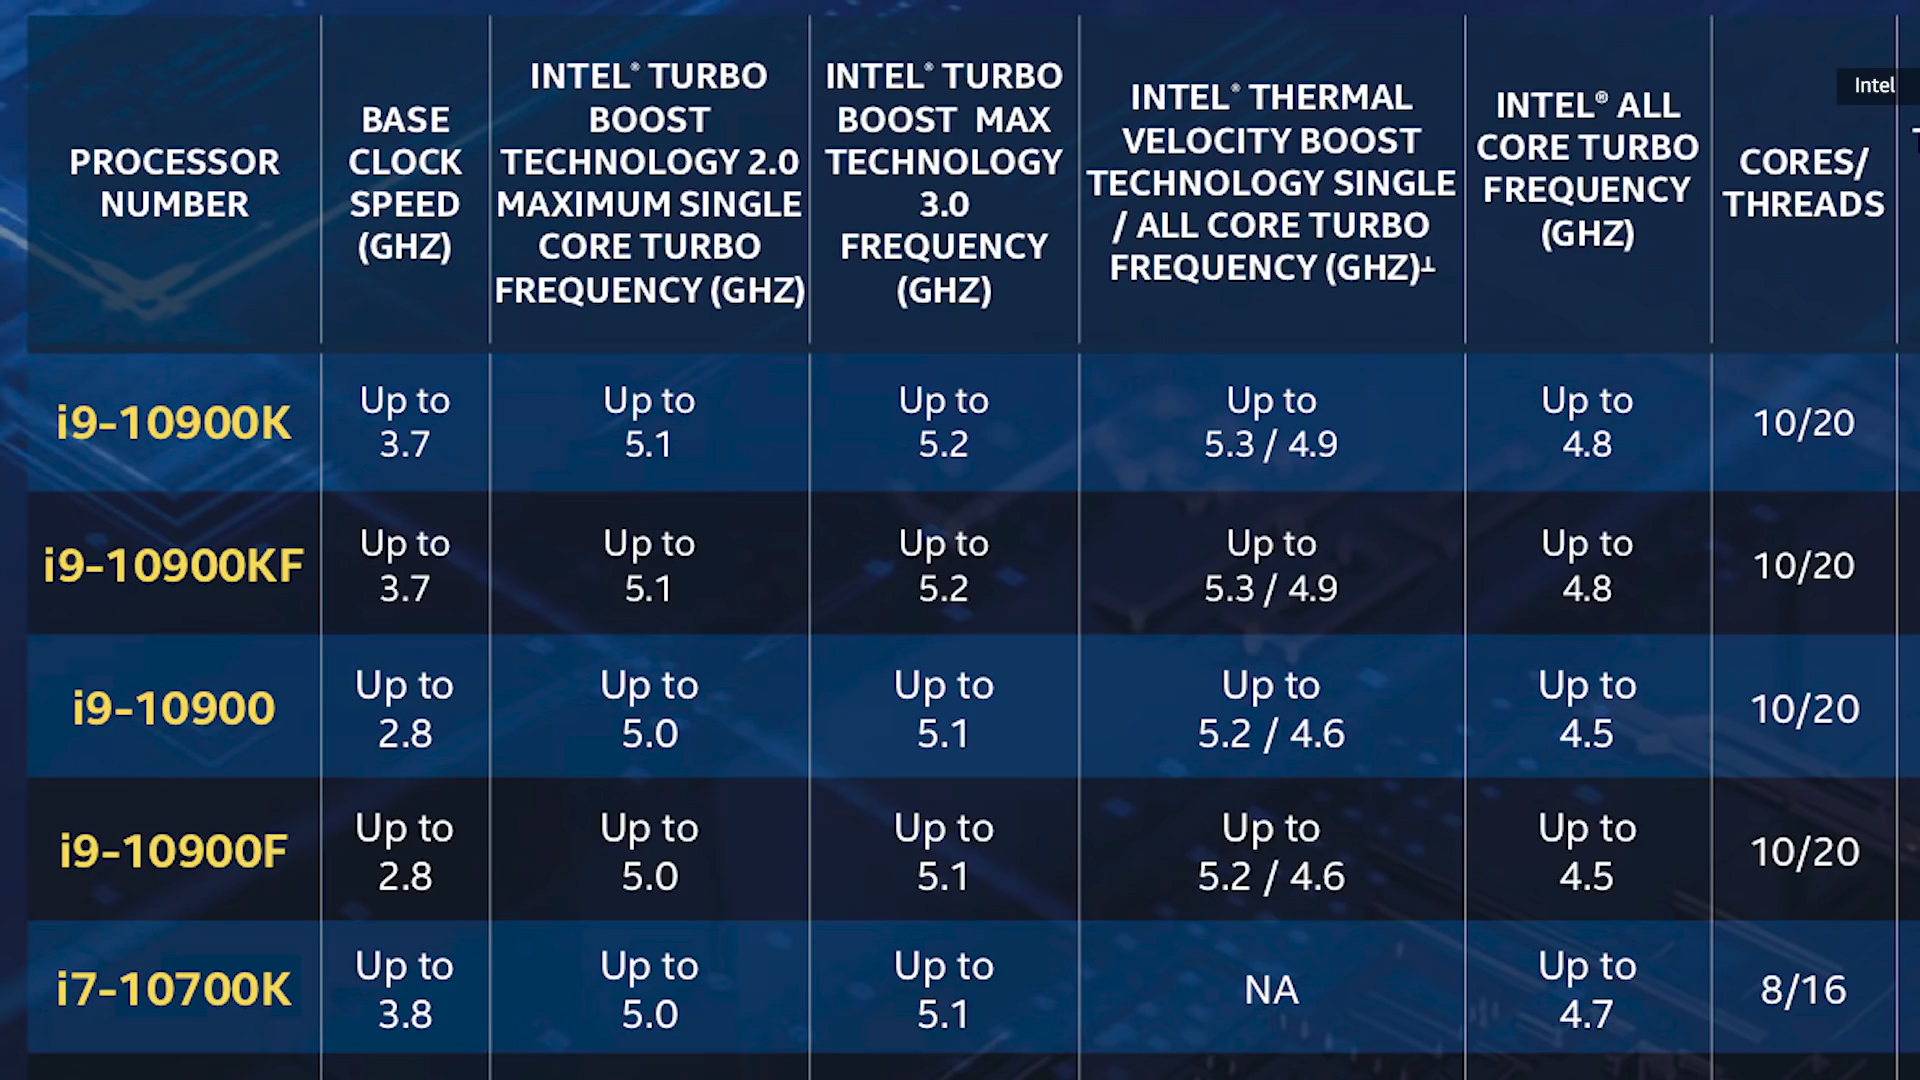 PROCESSOR
NUMBER
BASE
CLOCK
SPEED
(GHZ)
INTEL® TURBO
BOOST
TECHNOLOGY 2.0
MAXIMUM SINGLE
CORE TURBO
FREQUENCY (GHZ)
INTEL® TURBO
BOOST MAX
TECHNOLOGY
3.0
FREQUENCY
(GHZ)
INTEL® THERMAL
VELOCITY BOOST
TECHNOLOGY SINGLE
/ ALL CORE TURBO
FREQUENCY (GHZ)⊥
INTEL® ALL
CORE TURBO
FREQUENCY
(GHZ)
CORES/
THREADS
Intel
i9-10900K
Up to
3.7
Up to
5.1
Up to
5.2
Up to
5.3 / 4.9
Up to
4.8
10/20
i9-10900KF
Up to
3.7
Up to
5.1
Up to
5.2
Up to
5.3 / 4.9
Up to
4.8
10/20
i9-10900
Up to
2.8
Up to
5.0
Up to
5.1
Up to
5.2 / 4.6
Up to
4.5
10/20
i9-10900F
Up to
2.8
Up to
5.0
Up to
5.1
Up to
5.2 / 4.6
Up to
4.5
10/20
i7-10700K
Up to
3.8
Up to
5.0
Up to
5.1
NA
Up to
4.7
8/16